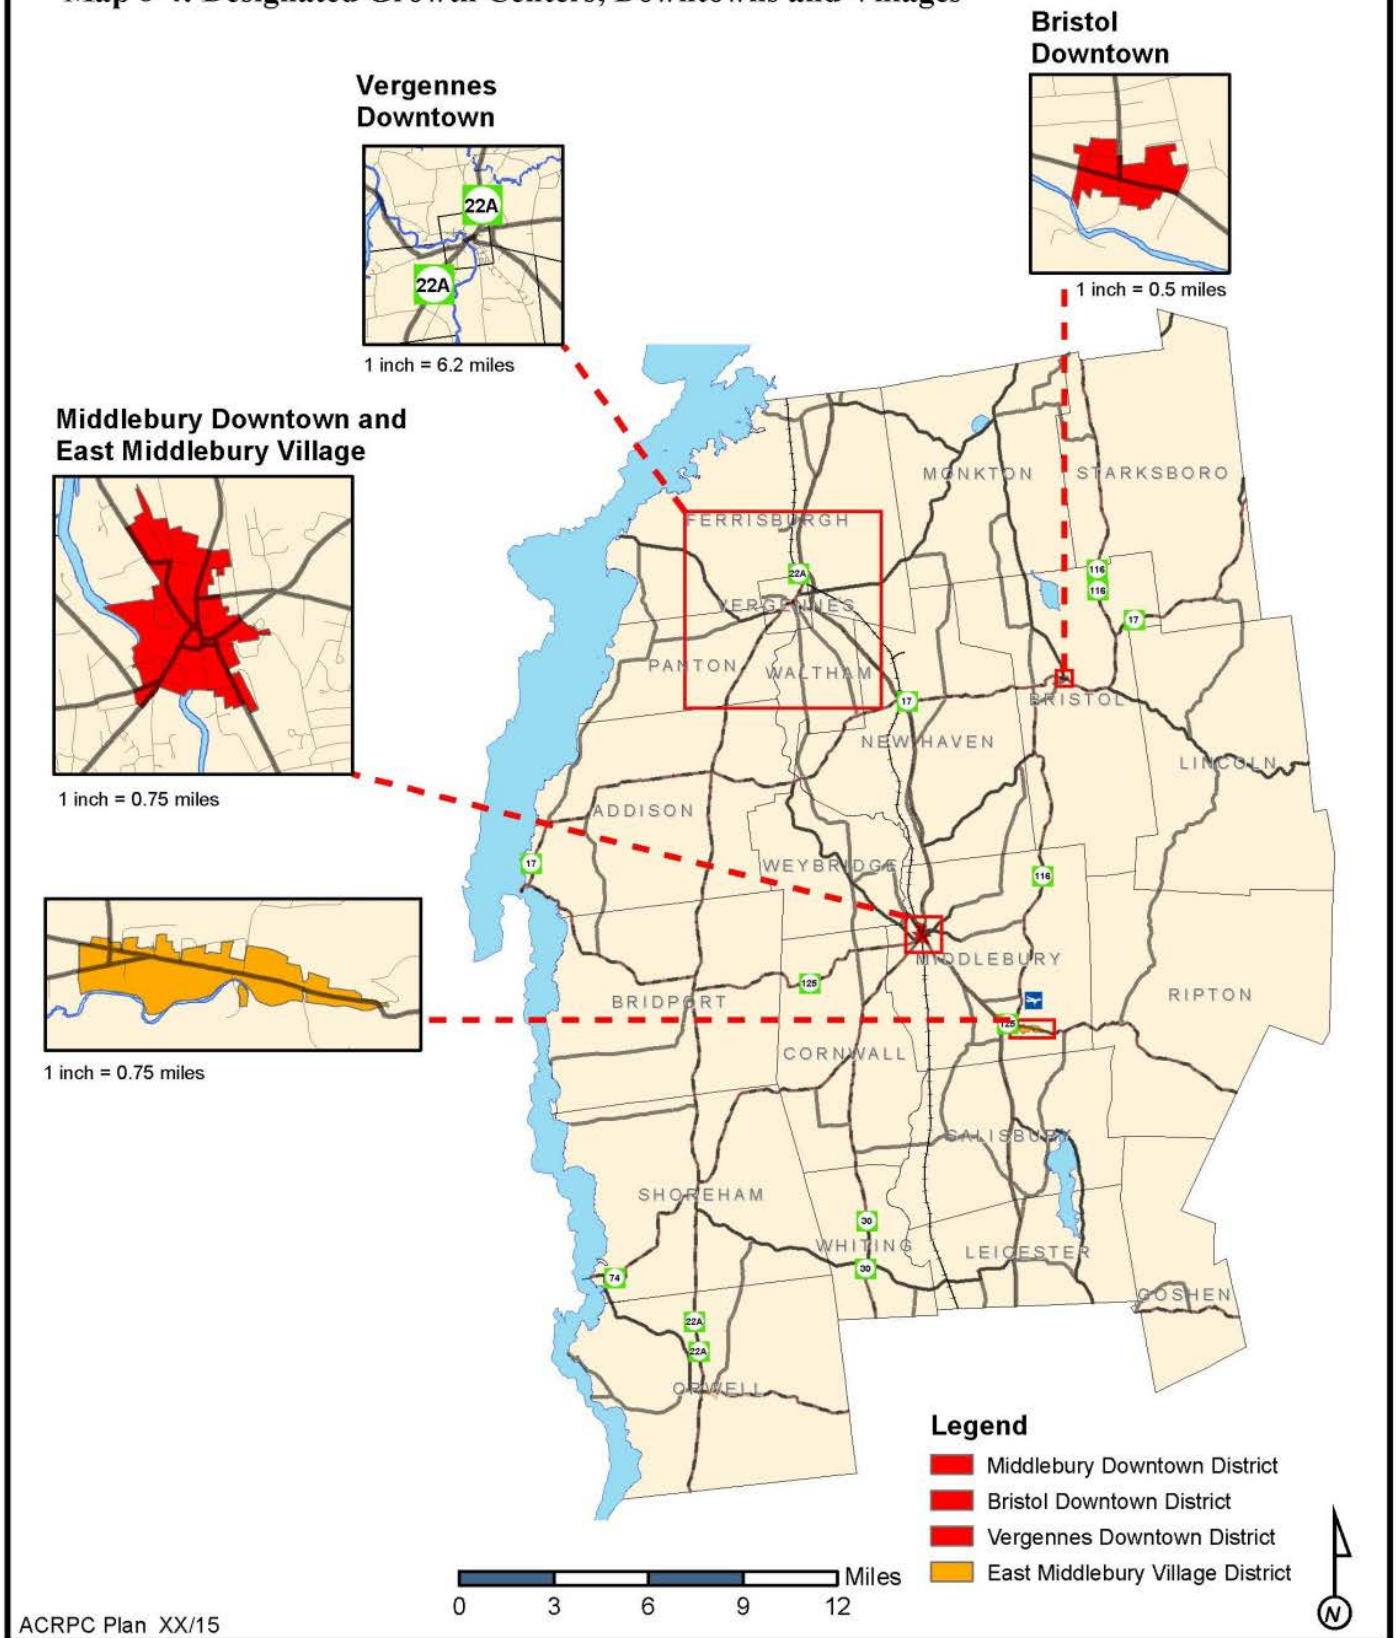 Bristol
Downtown
Vergennes
Downtown
22A
22A
1 inch = 0.5 miles
1 inch = 6.2 miles
Middlebury Downtown and
East Middlebury Village
MONKTON
STARKSBORO
FERRISBURGH
22A
116
116
VERGENNES
17
PANTON
WALTHAM
17
BRISTOL
NEW HAVEN
LINCOLN
1 inch = 0.75 miles
ADDISON
17
WEYBRIDGE
116
MIDDLEBURY
125
BRIDPORT
RIPTON
125
CORNWALL
1 inch = 0.75 miles
SALISBURY
SHOREHAM
30
WHITING
LEICESTER
30
74
GOSHEN
22A
22A
ORWELL
Legend
Middlebury Downtown District
Bristol Downtown District
Vergennes Downtown District
East Middlebury Village District
Miles
0 3 6 9 12
N
ACRPC Plan XX/15